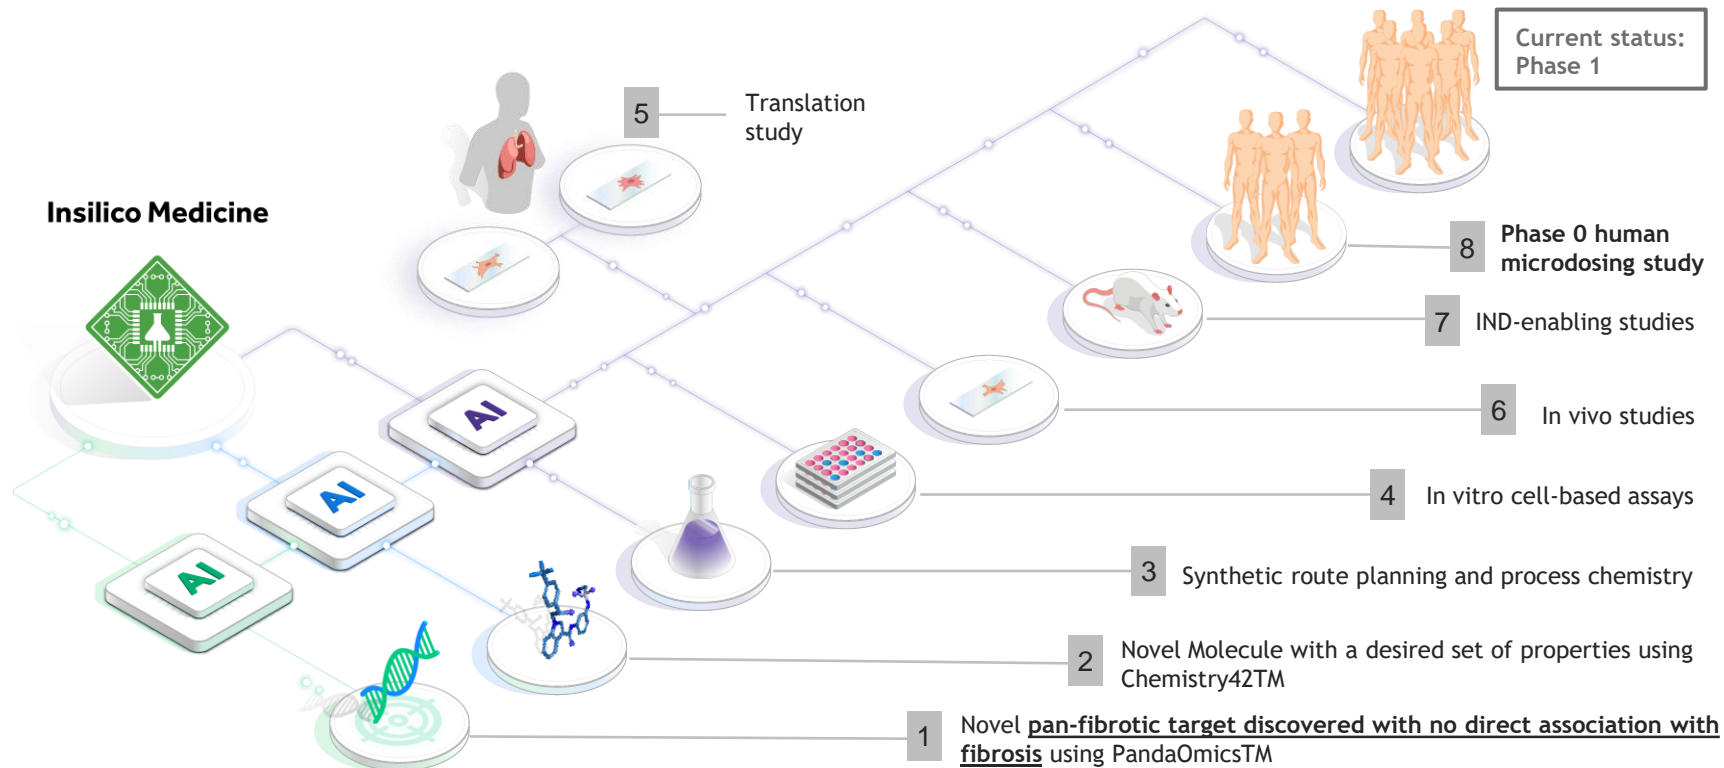 Current status:
Phase 1
5
Translation
study
Insilico Medicine
8
Phase 0 human
microdosing study
7
IND-enabling studies
AI
6
In vivo studies
AI
4
In vitro cell-based assays
AI
3
Synthetic route planning and process chemistry
2
Novel Molecule with a desired set of properties using
Chemistry42TM
1
Novel pan-fibrotic target discovered with no direct association with
fibrosis using PandaOmicsTM